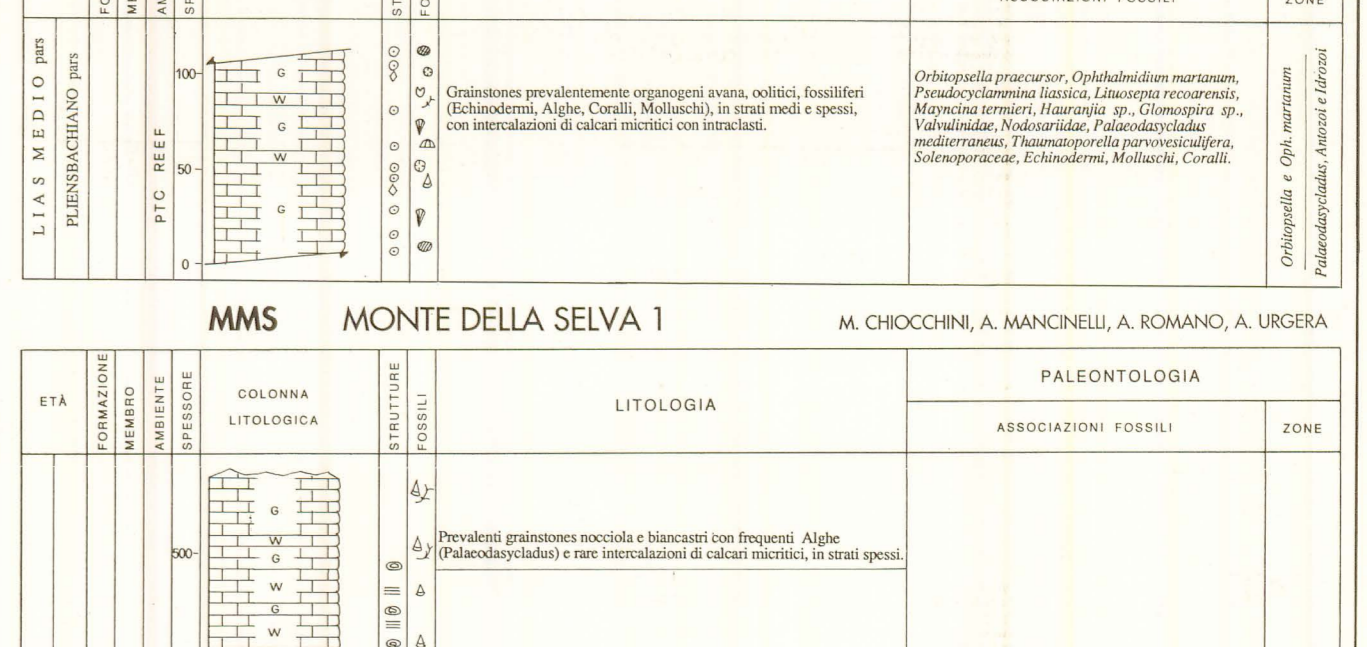 ASSOCIAZIONI FOSSILI
ZONE
LIAS MEDIO pars
PLIENSBACHIANO pars
PTC REEF
100
50
0
G
W
G
W
G
Grainstones prevalentemente organogeni avana, oolitici, fossiliferi
(Echinodermi, Alghe, Coralli, Molluschi), in strati medi e spessi,
con intercalazioni di calcari micritici con intraclasti.
Orbitopsella praecursor, Ophthalmidium martanum,
Pseudocyclammina liassica, Lituosepta recoarensis,
Mayncina termieri, Hauranjia sp., Glomospira sp.,
Valvulinidae, Nodosariidae, Palaeodasycladus
mediterraneus, Thaumatoporella parvovesiculifera,
Solenoporaceae, Echinodermi, Molluschi, Coralli.
Orbitopsella e Oph. martanum
Palaeodasycladus, Antozoi e Idrozoi
MMS MONTE DELLA SELVA 1
M. CHIOCCHINI, A. MANCINELLI, A. ROMANO, A. URGERA
ETÀ
FORMAZIONE
MEMBRO
AMBIENTE
SPESSORE
COLONNA
LITOLOGICA
STRUTTURE
FOSSILI
LITOLOGIA
PALEONTOLOGIA
ASSOCIAZIONI FOSSILI
ZONE
500
G
W
G
W
G
W
Prevalenti grainstones nocciola e biancastri con frequenti Alghe
(Palaeodasycladus) e rare intercalazioni di calcari micritici, in strati spessi.